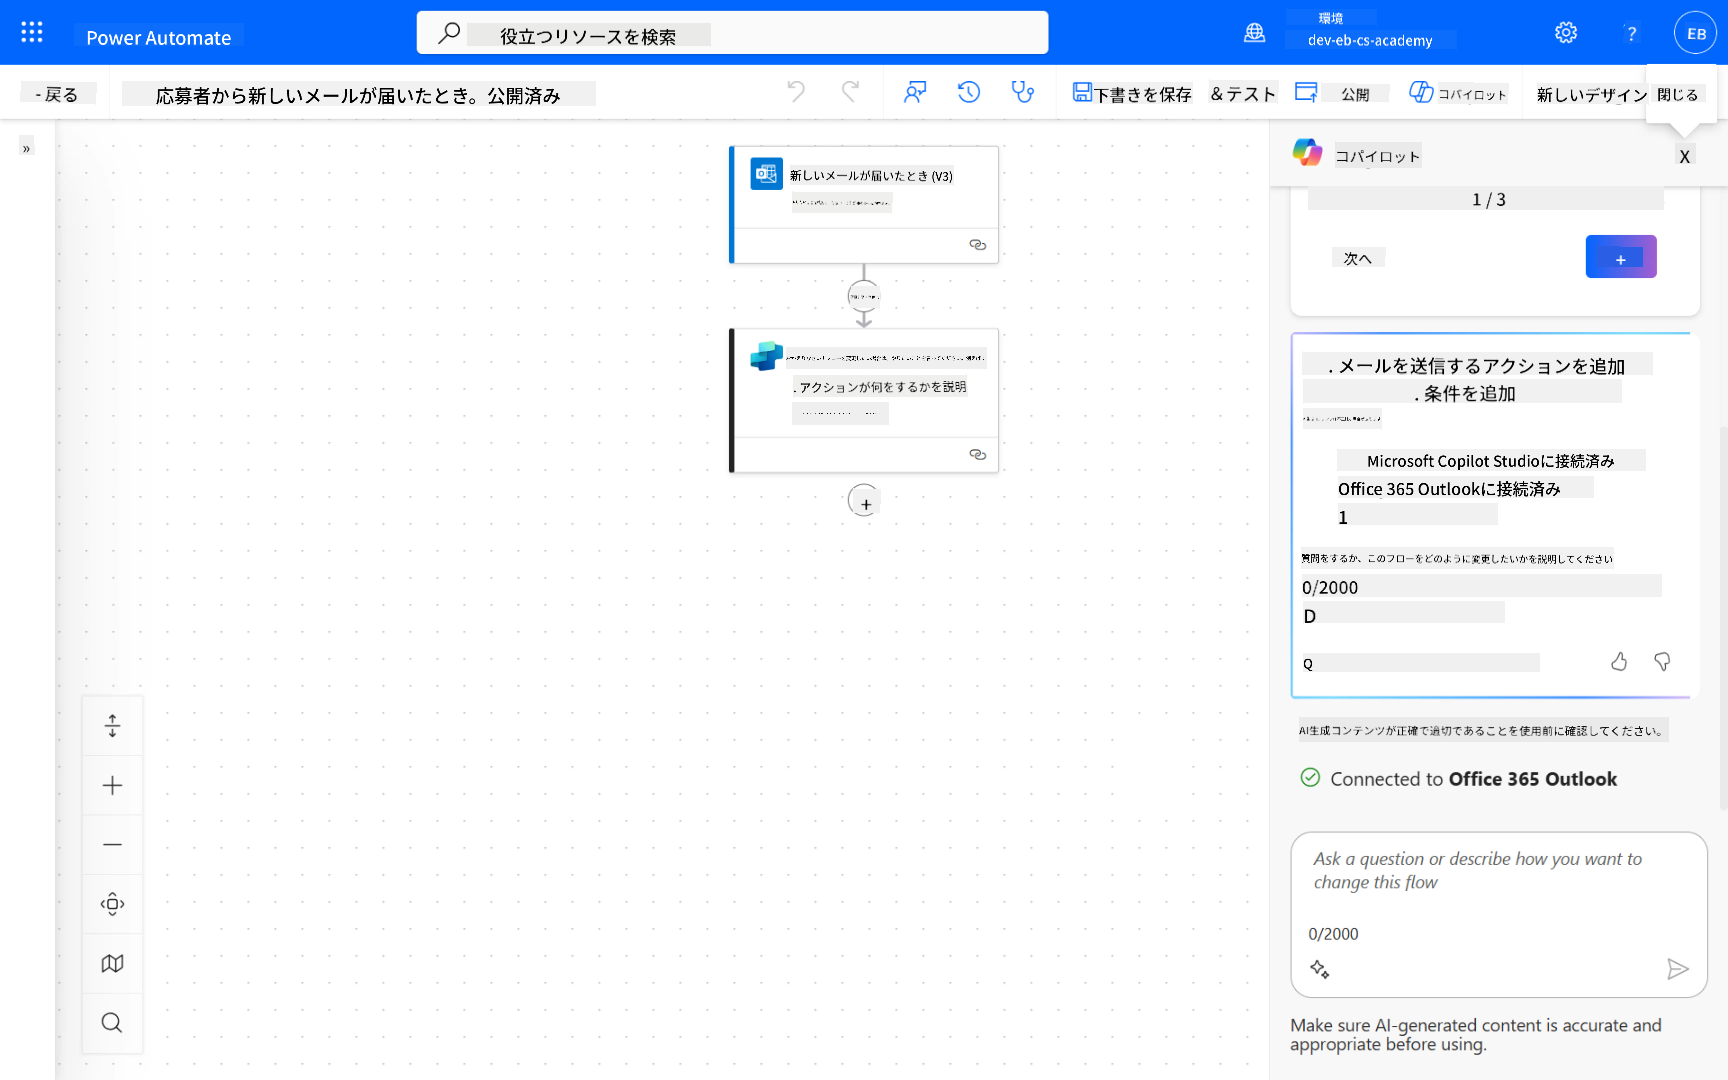 Power Automate
役立つリソースを検索
環境
dev-eb-cs-academy
?
EB
- 戻る
応募者から新しいメールが届いたとき。公開済み
下書きを保存
&テスト
公開
コパイロット
新しいデザイン
閉じる
»
コパイロット
X
新しいメールが届いたとき (V3)
. アクションが何をするかを説明
+
1 / 3
次へ
+
. メールを送信するアクションを追加
. 条件を追加
Microsoft Copilot Studioに接続済み
Office 365 Outlookに接続済み
1
質問をするか、このフローをどのように変更したいかを説明してください
0/2000
D
Q
AI生成コンテンツが正確で適切であることを使用前に確認してください。
Connected to Office 365 Outlook
Ask a question or describe how you want to
change this flow
0/2000
Make sure AI-generated content is accurate and
appropriate before using.